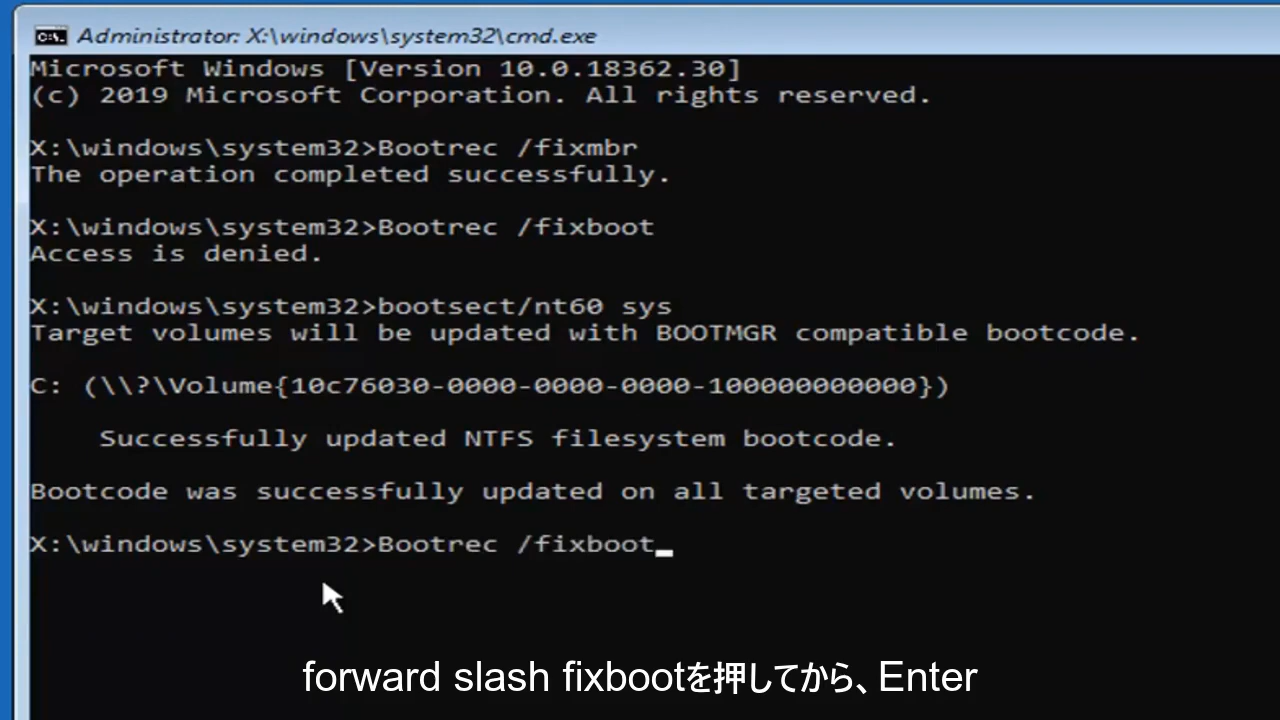 Administrator: X:\windows\system32\cmd.exe
Microsoft Windows [Version 10.0.18362.30]
(c) 2019 Microsoft Corporation. All rights reserved.
X:\windows\system32>Bootrec /fixmbr
The operation completed successfully.
X:\windows\system32>Bootrec /fixboot
Access is denied.
X:\windows\system32>bootsect/nt60 sys
Target volumes will be updated with BOOTMGR compatible bootcode.
C: (\\?\Volume{10c76030-0000-0000-0000-100000000000})
Successfully updated NTFS filesystem bootcode.
Bootcode was successfully updated on all targeted volumes.
X:\windows\system32>Bootrec /fixboot_
forward slash fixbootを押してから、Enter